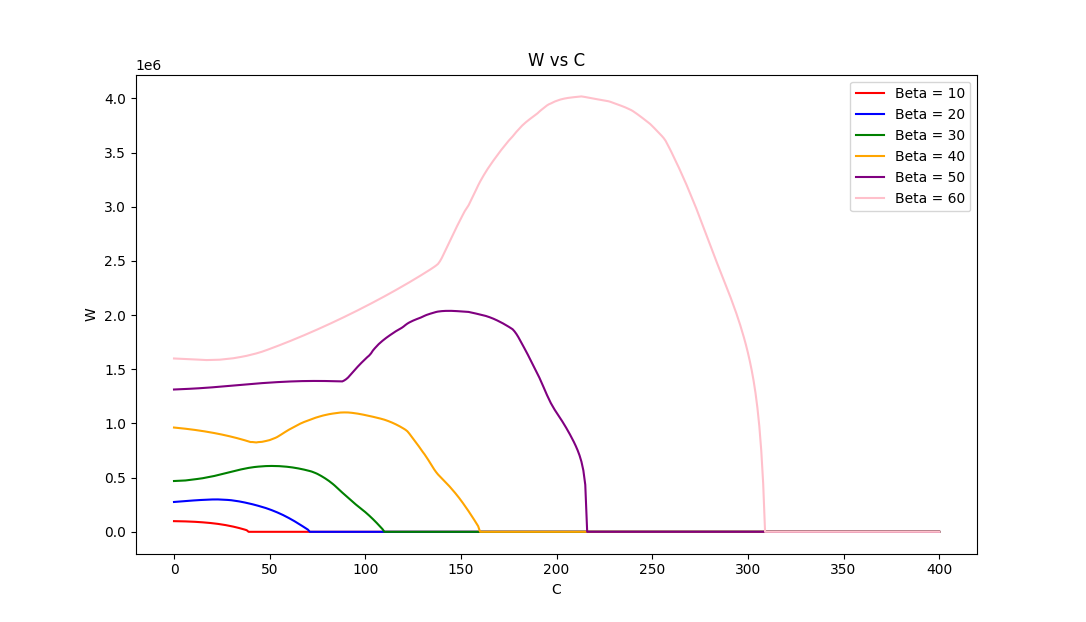 W vs C
1e6
4.0
3.5
3.0
2.5
2.0
1.5
1.0
0.5
0.0
W
0 50 100 150 200 250 300 350 400
C
Beta = 10
Beta = 20
Beta = 30
Beta = 40
Beta = 50
Beta = 60